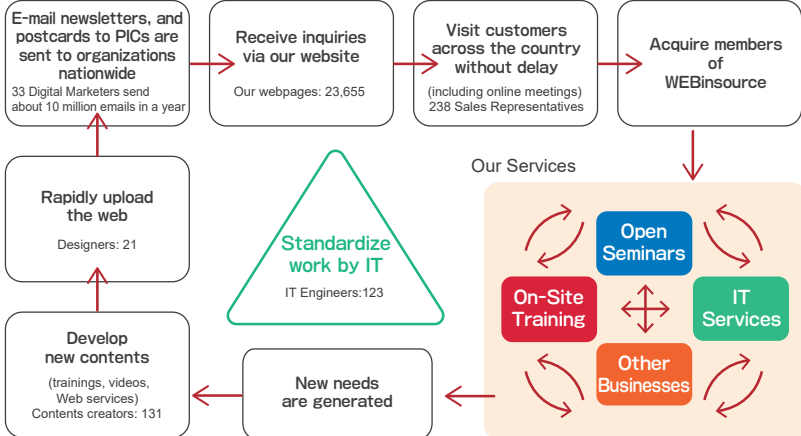 E-mail newsletters, and
postcards to PICs are
sent to organizations
nationwide
33 Digital Marketers send
about 10 million emails in a year
Receive inquiries
via our website
Our webpages: 23,655
Visit customers
across the country
without delay
(including online meetings)
238 Sales Representatives
Acquire members
of
WEBinsource
Our Services
Open
Seminars
On-Site
Training
IT
Services
Other
Businesses
New needs
are generated
Develop
new contents
(trainings, videos,
Web services)
Contents creators: 131
Rapidly upload
the web
Designers: 21
Standardize
work by IT
IT Engineers:123